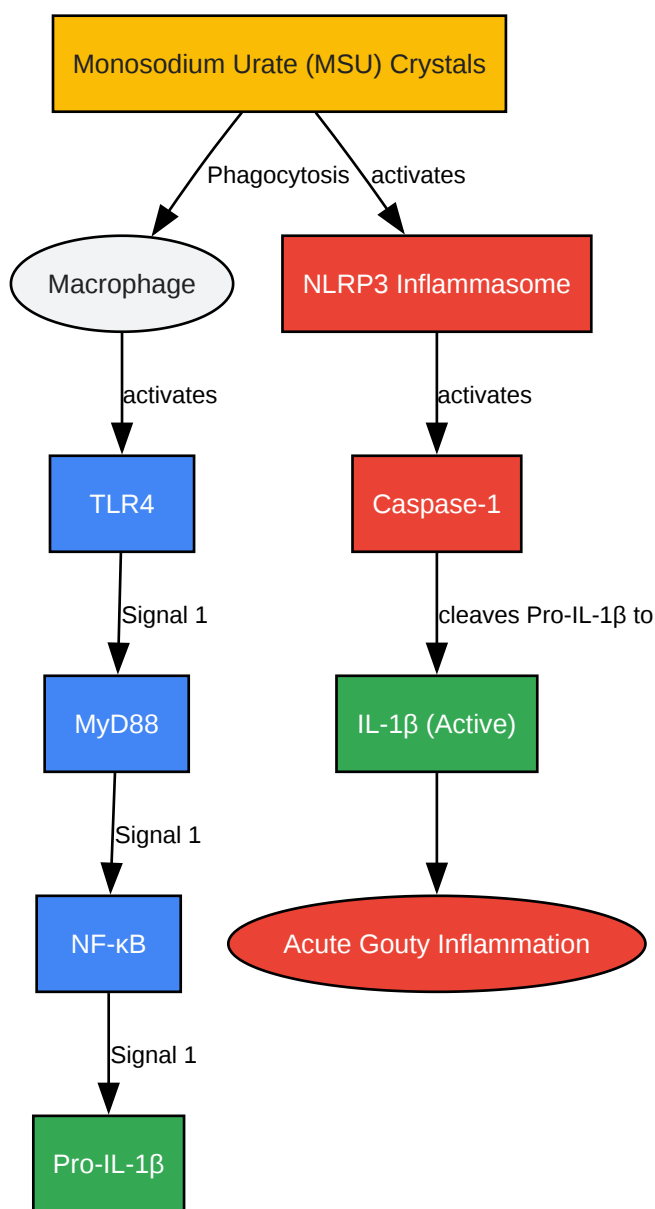 Monosodium Urate (MSU) Crystals
Phagocytosis
activates
Macrophage
NLRP3 Inflammasome
activates
activates
TLR4
Caspase-1
Signal 1
cleaves Pro-IL-1β to
MyD88
IL-1β (Active)
Signal 1
NF-κB
Acute Gouty Inflammation
Signal 1
Pro-IL-1β